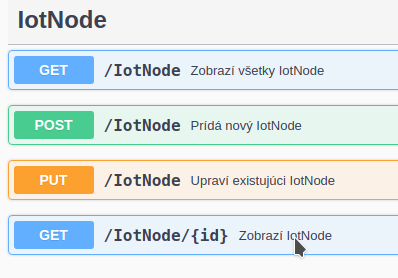 IotNode
GET /IotNode Zobrazí všetky IotNode
POST /IotNode Prídá nový IotNode
PUT /IotNode Upraví existujúci IotNode
GET /IotNode/{id} Zobrazí IotNode